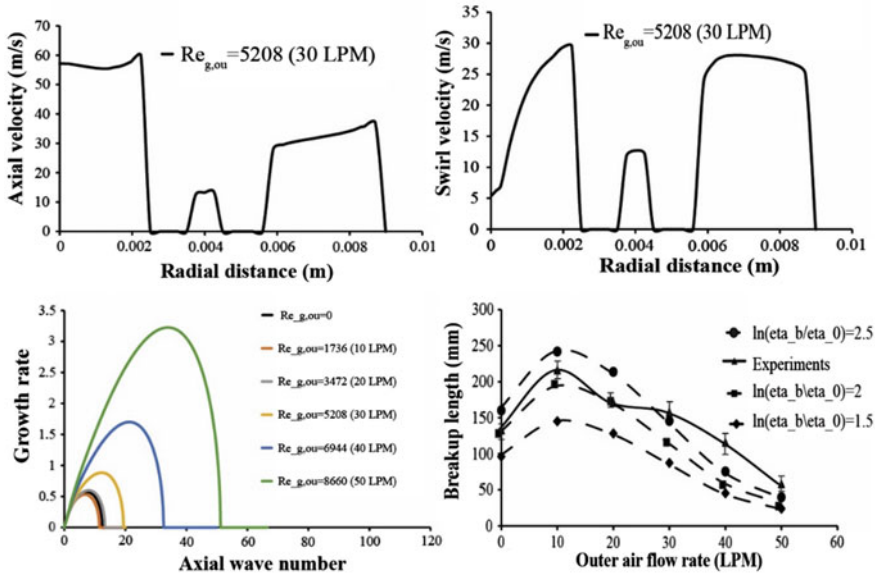 Axial velocity (m/s)
70
60
50
40
30
20
10
0
Re g,ou=5208 (30 LPM)
0 0.002 0.004 0.006 0.008 0.01
Radial distance (m)
Swirl velocity (m/s)
35
30
25
20
15
10
5
0
Re g,ou=5208 (30 LPM)
0 0.002 0.004 0.006 0.008 0.01
Radial distance (m)
Growth rate
3.5
3
2.5
2
1.5
1
0.5
0
Re_g,ou=0
Re_g,ou=1736 (10 LPM)
Re_g,ou=3472 (20 LPM)
Re_g,ou=5208 (30 LPM)
Re_g,ou=6944 (40 LPM)
Re_g,ou=8660 (50 LPM)
0 20 40 60 80 100 120
Axial wave number
Breakup length (mm)
300
250
200
150
100
50
0
ln(eta_b/eta_0)=2.5
Experiments
ln(eta_b\eta_0)=2
ln(eta_b\eta_0)=1.5
0 10 20 30 40 50 60
Outer air flow rate (LPM)